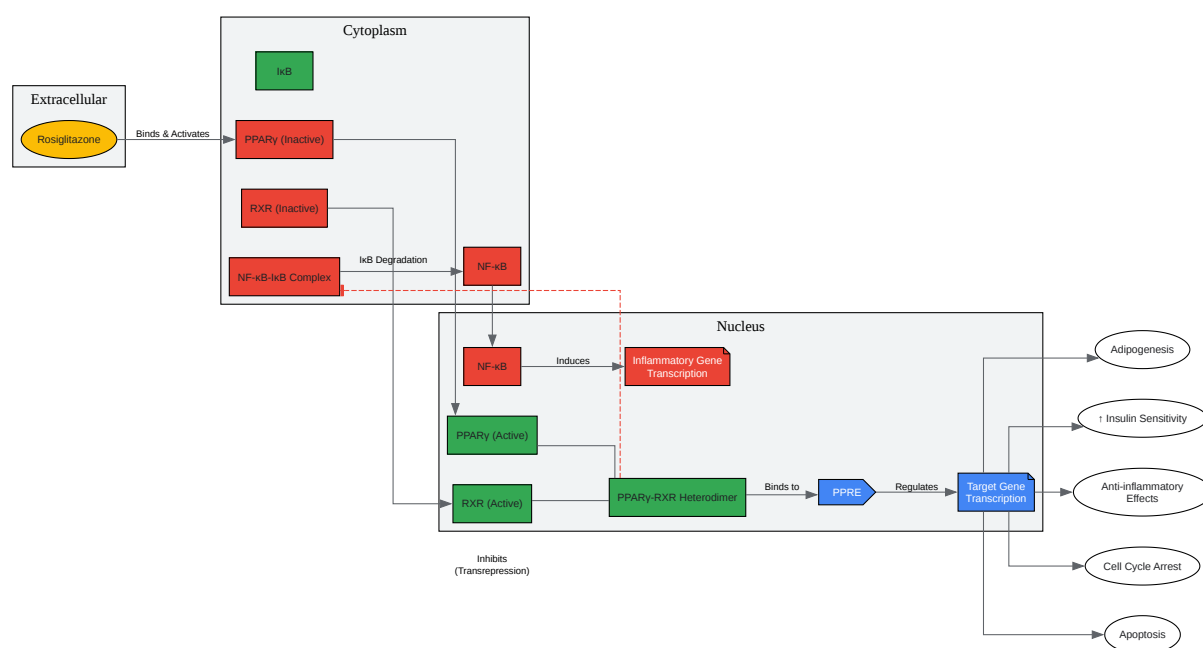 Cytoplasm
IκB
Extracellular
Rosiglitazone
Binds & Activates
PPARγ (Inactive)
RXR (Inactive)
NF-κB-IκB Complex
IκB Degradation
NF-κB
Nucleus
NF-κB
Induces
Inflammatory Gene
Transcription
Adipogenesis
PPARγ (Active)
↑ Insulin Sensitivity
RXR (Active)
PPARγ-RXR Heterodimer
Binds to
PPRE
Regulates
Target Gene
Transcription
Anti-inflammatory
Effects
Inhibits
(Transrepression)
Cell Cycle Arrest
Apoptosis